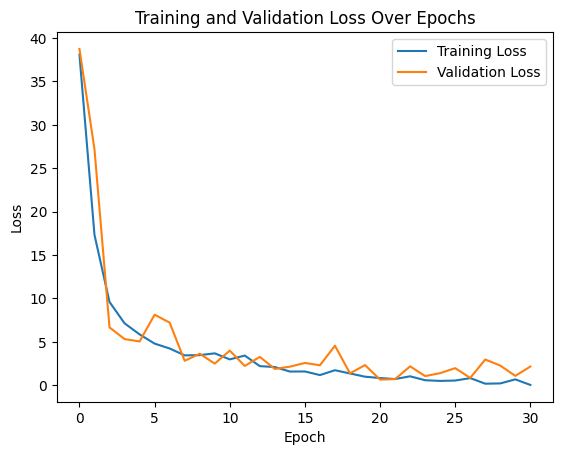 Training and Validation Loss Over Epochs
Training Loss
Validation Loss
Loss
40
35
30
25
20
15
10
5
0
0 5 10 15 20 25 30
Epoch